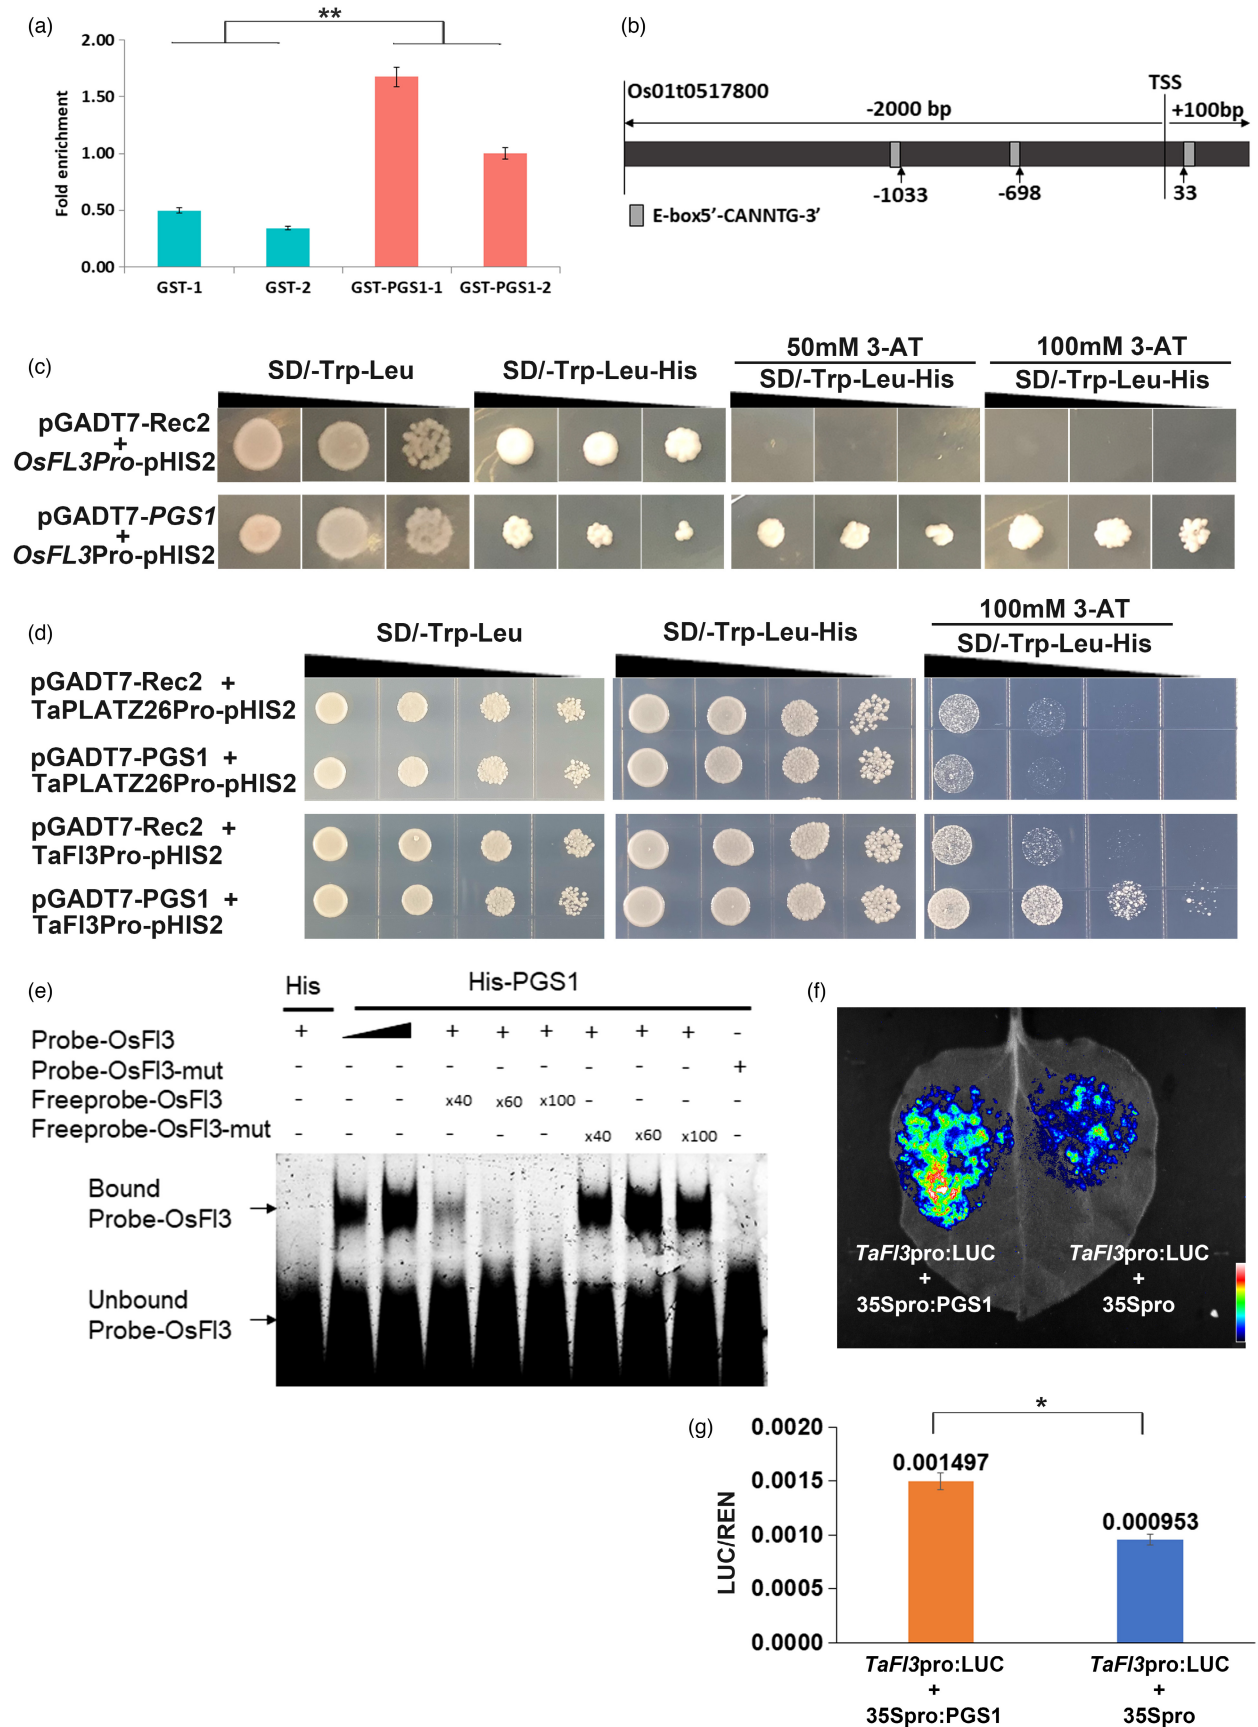 (a)
**
2.00
1.50
1.00
0.50
0.00
Fold enrichment
GST-1 GST-2 GST-PGS1-1 GST-PGS1-2
(b)
Os01t0517800
TSS
-2000 bp
+100bp
-1033 -698 33
E-box5′-CANNTG-3′
(c)
SD/-Trp-Leu
SD/-Trp-Leu-His
50mM 3-AT
SD/-Trp-Leu-His
100mM 3-AT
SD/-Trp-Leu-His
pGADT7-Rec2
+
OsFL3Pro-pHIS2
pGADT7-PGS1
+
OsFL3Pro-pHIS2
(d)
SD/-Trp-Leu
SD/-Trp-Leu-His
100mM 3-AT
SD/-Trp-Leu-His
pGADT7-Rec2 +
TaPLATZ26Pro-pHIS2
pGADT7-PGS1 +
TaPLATZ26Pro-pHIS2
pGADT7-Rec2 +
TaFl3Pro-pHIS2
pGADT7-PGS1 +
TaFl3Pro-pHIS2
(e)
His
His-PGS1
Probe-OsFl3 + + + + + + + -
Probe-OsFl3-mut - - - - - - - - - +
Freeprobe-OsFl3 - - - x40 x60 x100 - - - -
Freeprobe-OsFl3-mut - - - - - - x40 x60 x100 -
Bound
Probe-OsFl3
Unbound
Probe-OsFl3
(f)
TaFl3pro:LUC
+
35Spro:PGS1
TaFl3pro:LUC
+
35Spro
(g)
*
0.0020
0.0015
0.0010
0.0005
0.0000
LUC/REN
0.001497
0.000953
TaFl3pro:LUC
+
35Spro:PGS1
TaFl3pro:LUC
+
35Spro